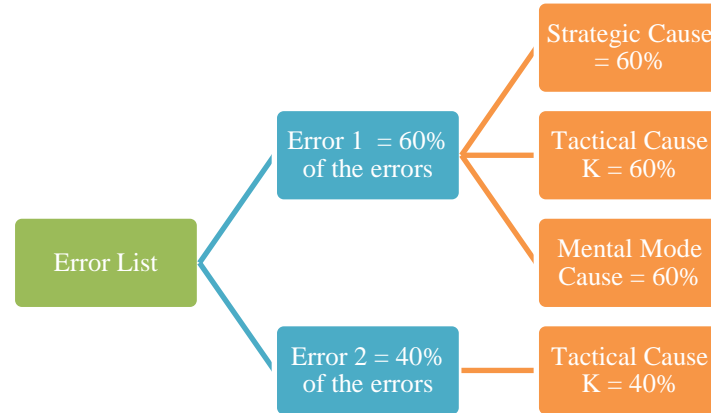 Error List
Error 1 = 60%
of the errors
Strategic Cause
= 60%
Tactical Cause
K = 60%
Mental Mode
Cause = 60%
Error 2 = 40%
of the errors
Tactical Cause
K = 40%